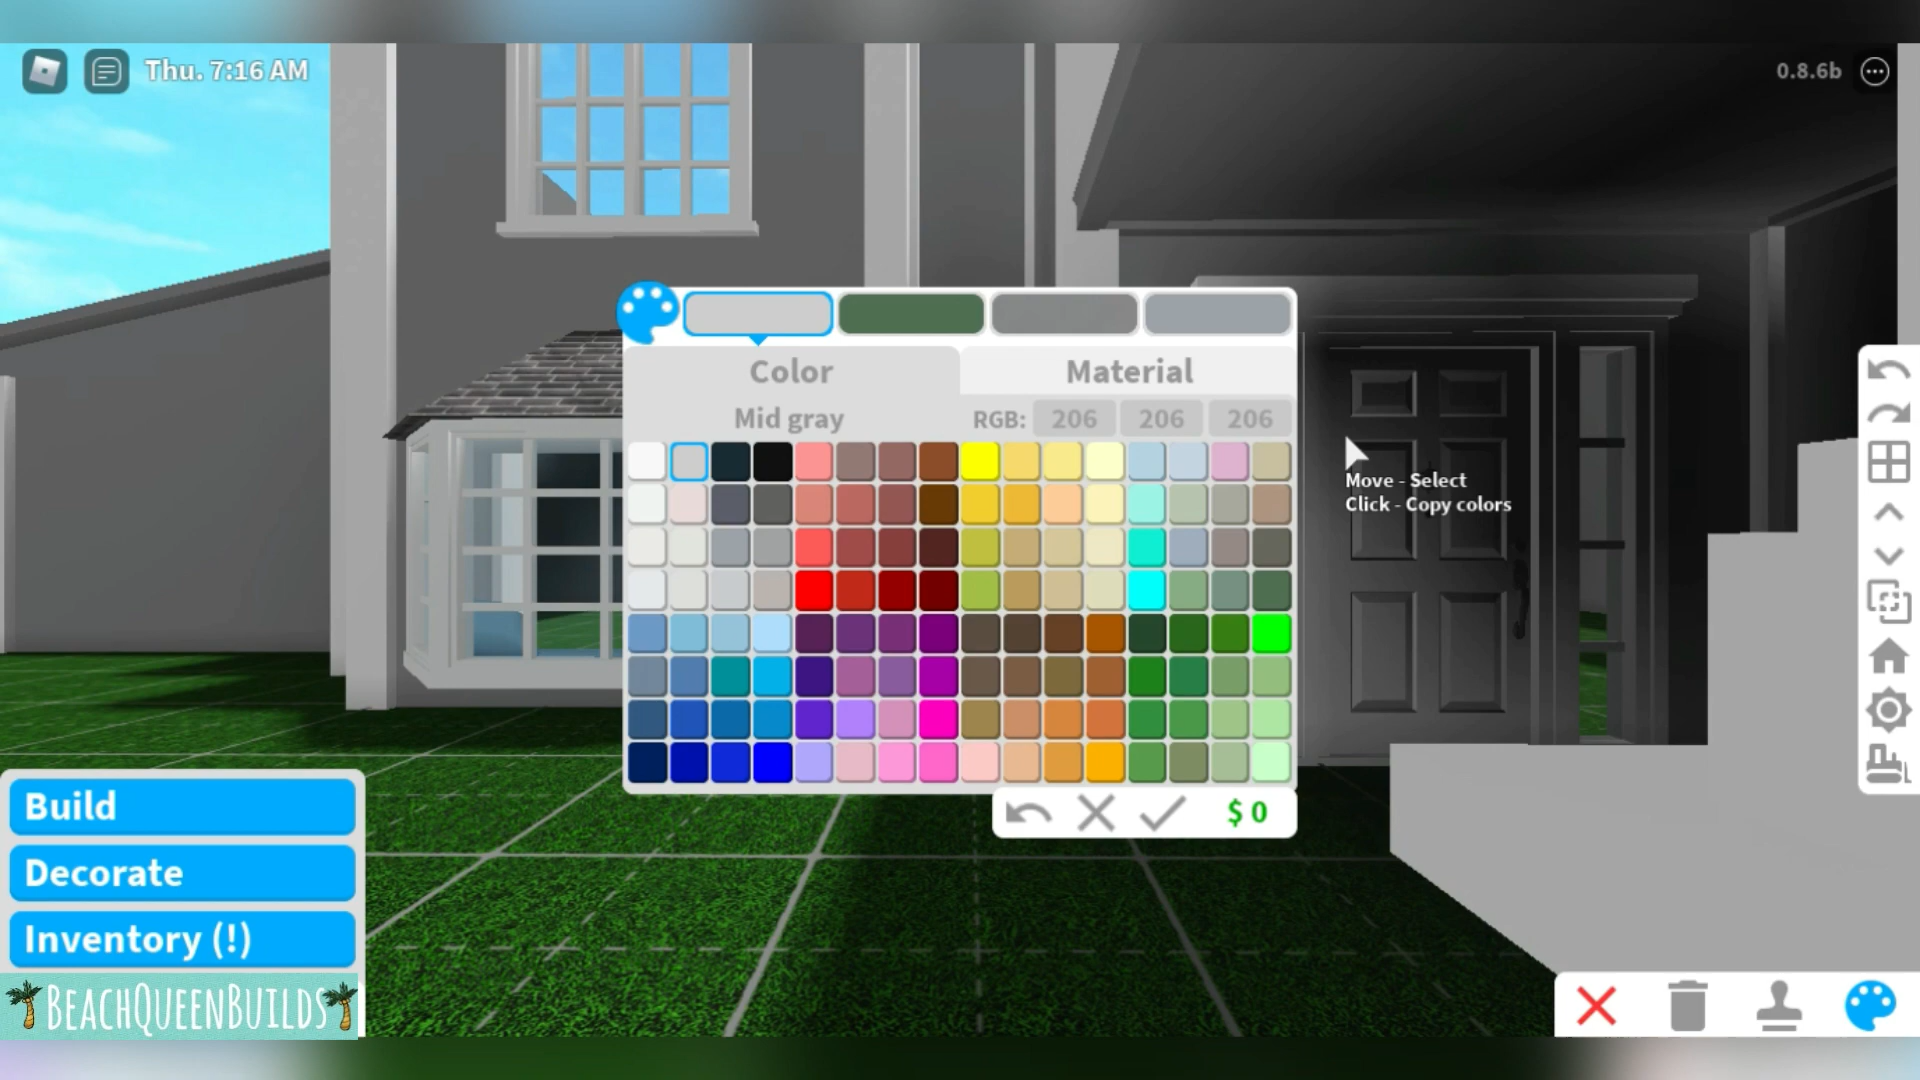 Thu. 7:16 AM
0.8.6b
Color
Material
Mid gray
RGB: 206 206 206
Move - Select
Click - Copy colors
$ 0
Build
Decorate
Inventory (!)
BEACHQUEENBUILDS